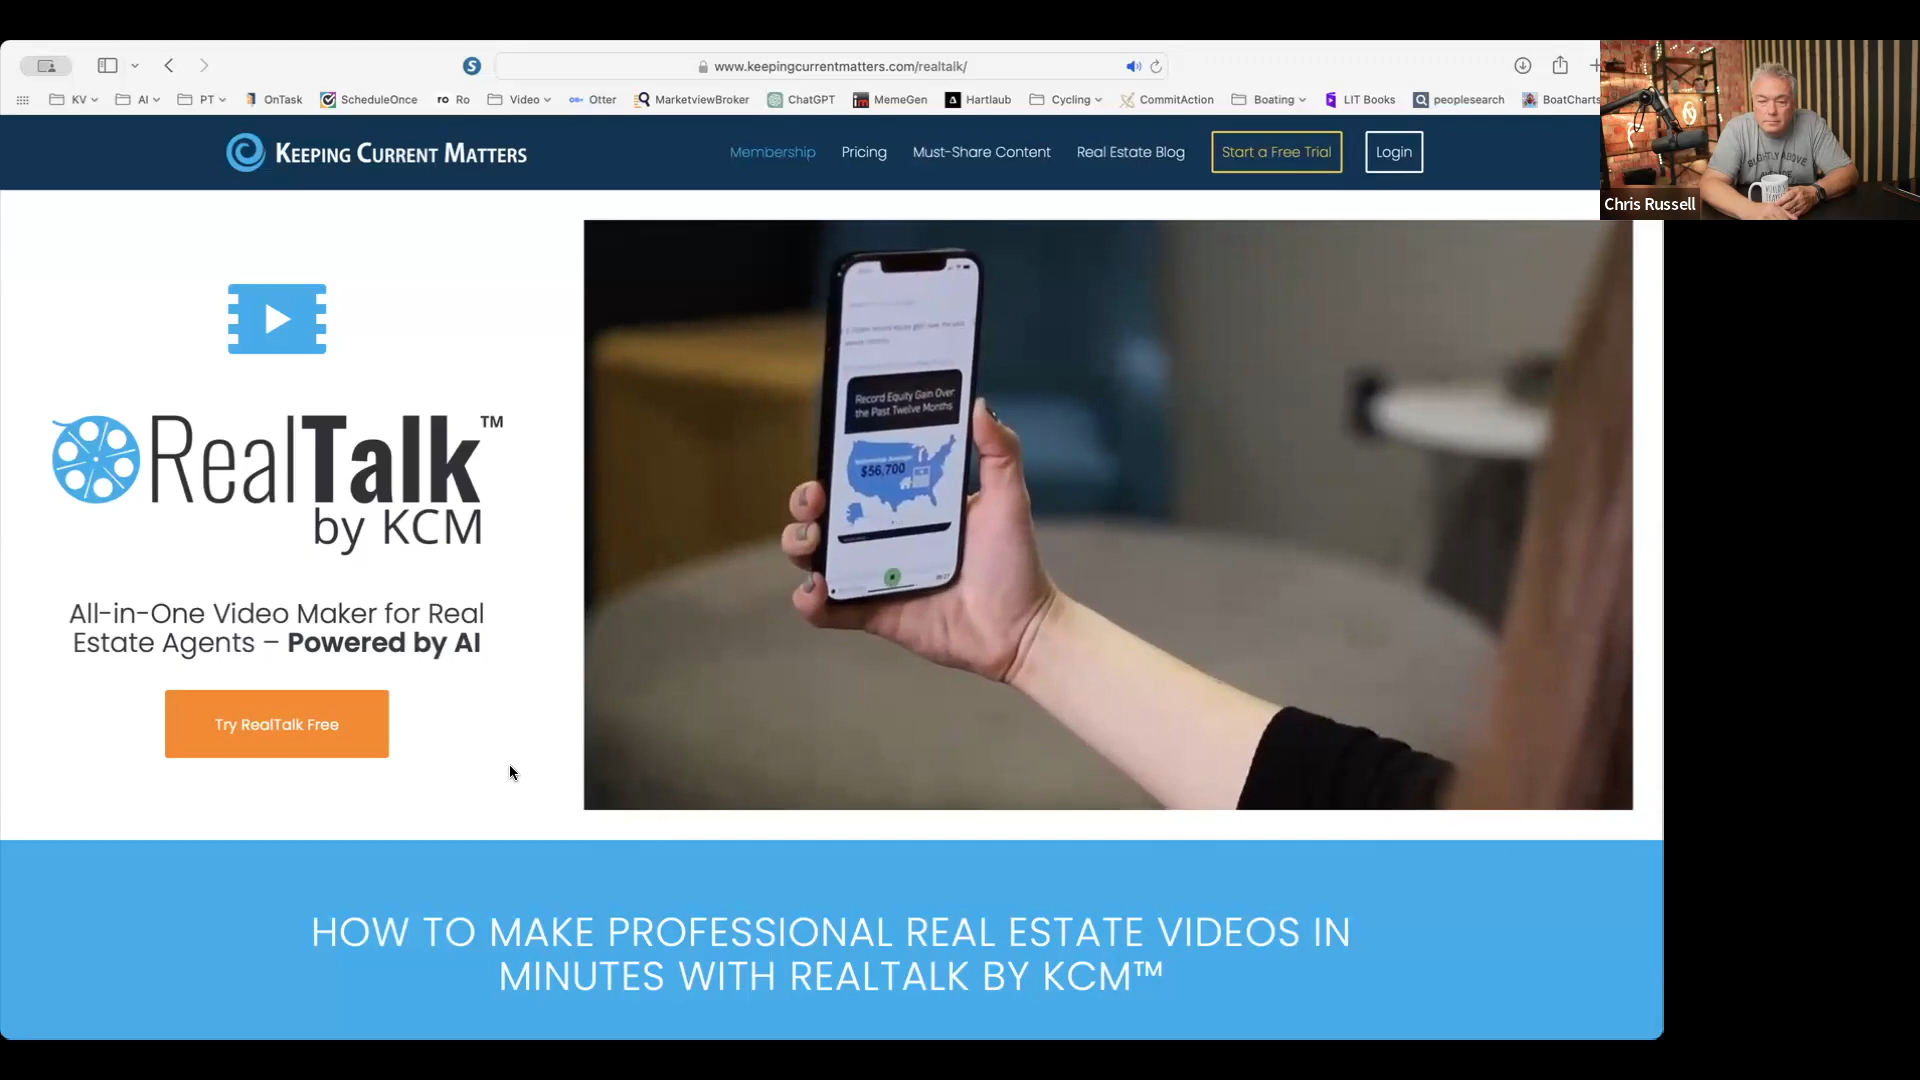 www.keepingcurrentmatters.com/realtalk/
KV AI PT OnTask ScheduleOnce ro Ro Video Otter MarketviewBroker ChatGPT im MemeGen Hartlaub Cycling CommitAction Boating LIT Books peoplesearch BoatCharts
KEEPING CURRENT MATTERS
Membership Pricing Must-Share Content Real Estate Blog Start a Free Trial Login
SLIGHTLY ABOVE
Chris Russell
Record Equity Gain Over
the Past Twelve Months
$56,700
RealTalk™
by KCM
All-in-One Video Maker for Real
Estate Agents – Powered by AI
Try RealTalk Free
HOW TO MAKE PROFESSIONAL REAL ESTATE VIDEOS IN
MINUTES WITH REALTALK BY KCM™